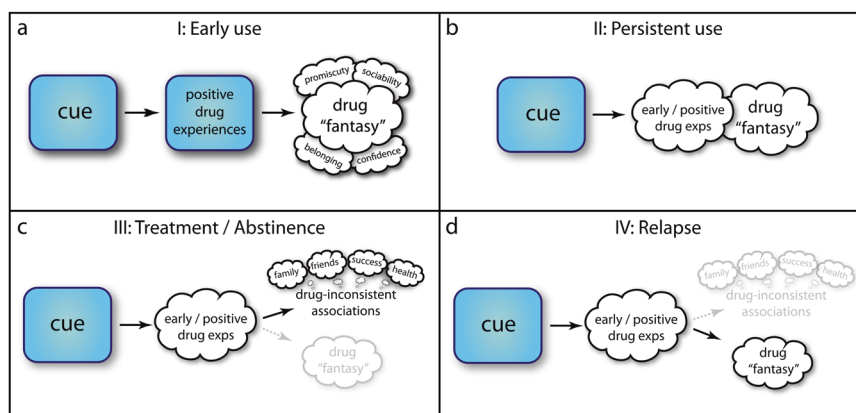 a
I: Early use
cue
positive
drug
experiences
promiscuty
sociability
drug
"fantasy"
belonging
confidence
b
II: Persistent use
cue
early / positive
drug exps
drug
"fantasy"
c
III: Treatment / Abstinence
cue
early / positive
drug exps
family
friends
success
health
drug-inconsistent
associations
drug
"fantasy"
d
IV: Relapse
cue
early / positive
drug exps
family
friends
success
health
drug-inconsistent
associations
drug
"fantasy"